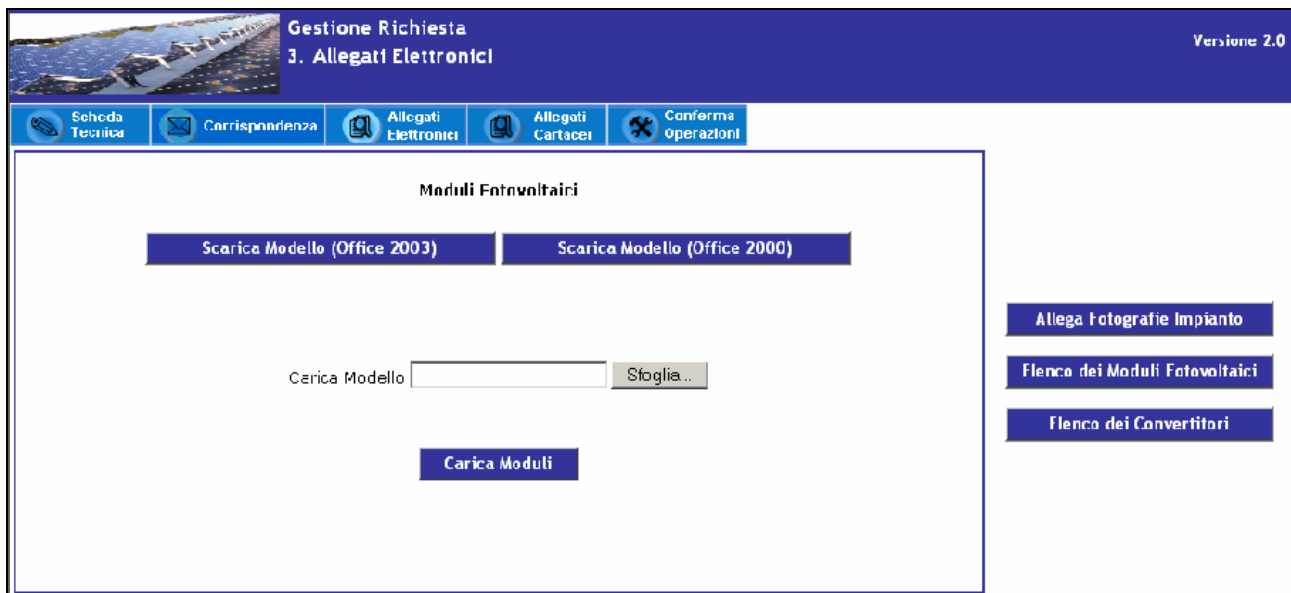 Gestione Richiesta
3. Allegati Elettronici
Versione 2.0
Scheda
Tecnica
Corrispondenza
Allegati
Elettronici
Allegati
Cartacei
Conferma
Operazioni
Moduli Fotovoltaici
Scarica Modello (Office 2003)
Scarica Modello (Office 2000)
Allega Fotografie Impianto
Carica Modello
Sfoglia...
Elenco dei Moduli Fotovoltaici
Elenco dei Convertitori
Carica Moduli